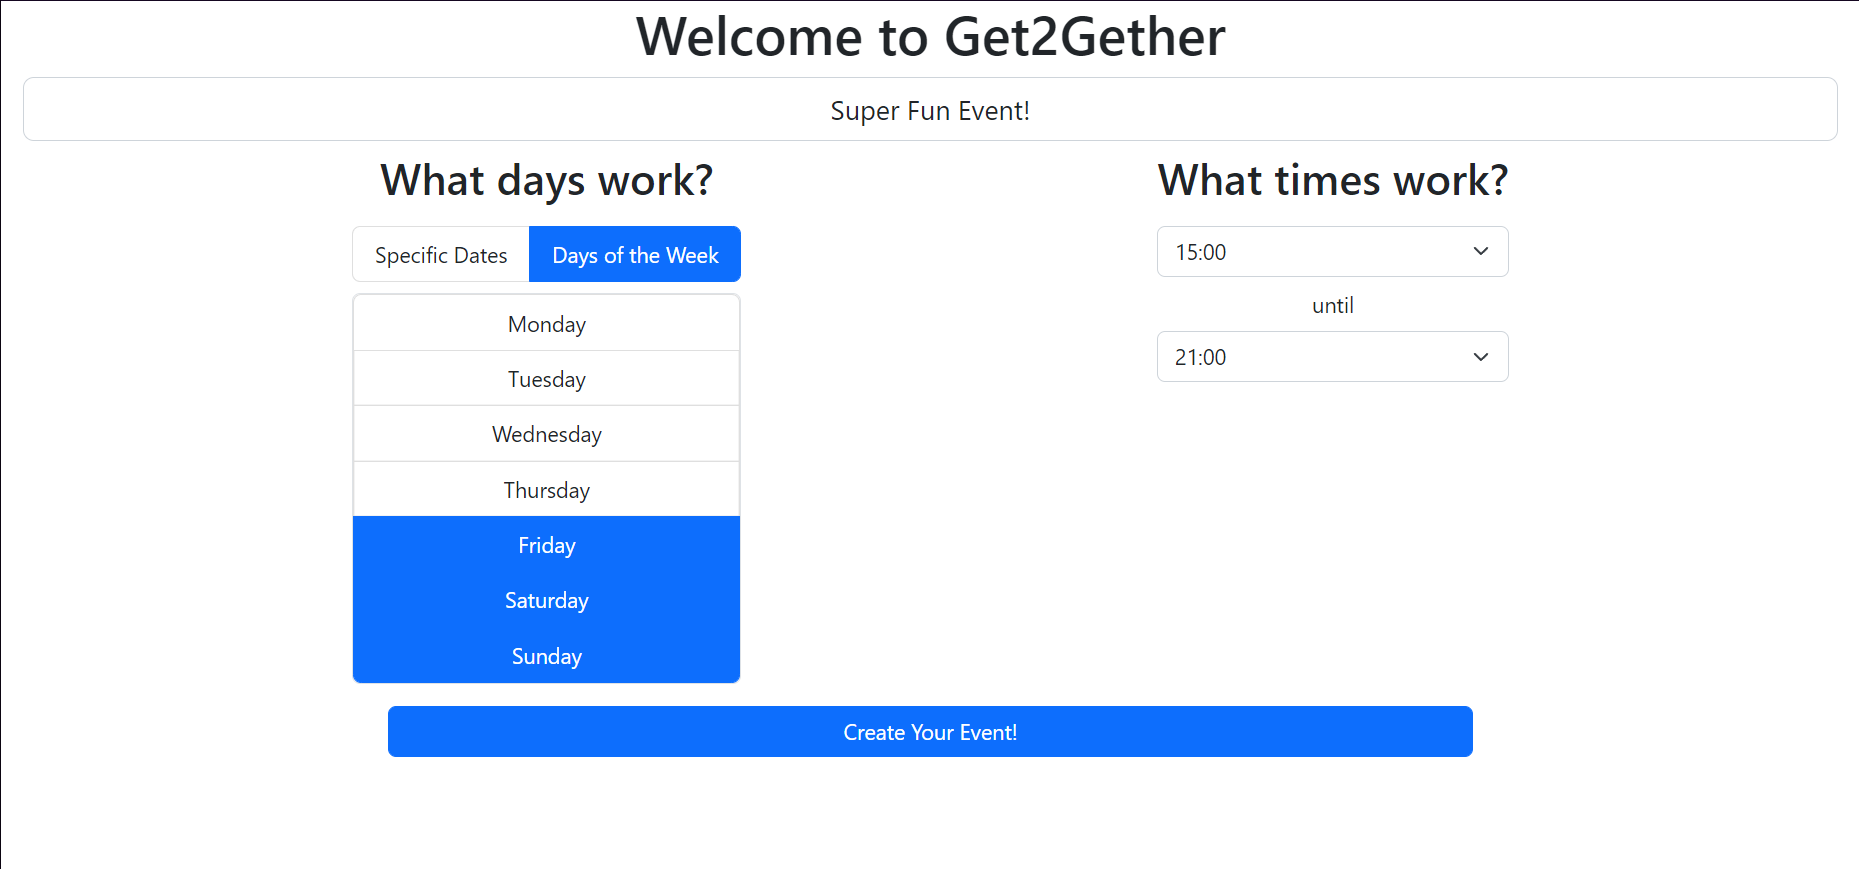 Welcome to Get2Gether
Super Fun Event!
What days work?
Specific Dates
Days of the Week
Monday
Tuesday
Wednesday
Thursday
Friday
Saturday
Sunday
What times work?
15:00
until
21:00
Create Your Event!